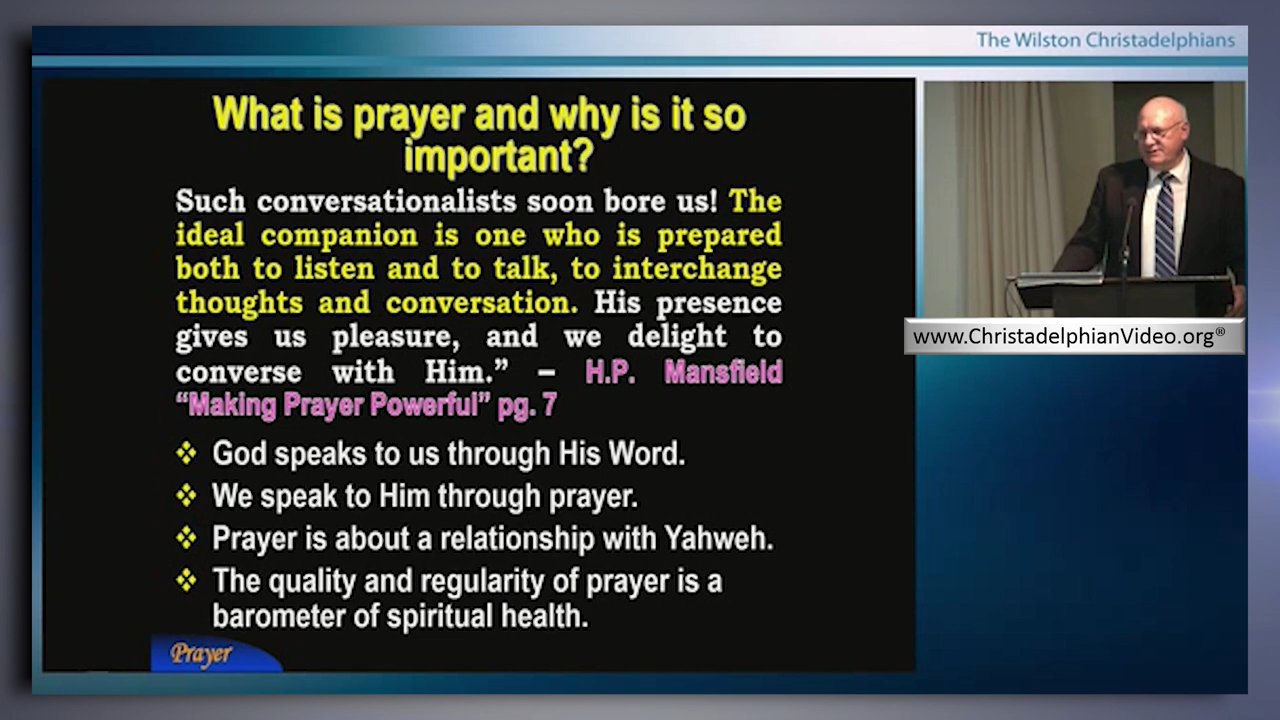 The Wilston Christadelphians
What is prayer and why is it so
important?
Such conversationalists soon bore us! The
ideal companion is one who is prepared
both to listen and to talk, to interchange
thoughts and conversation. His presence
gives us pleasure, and we delight to
converse with Him.” – H.P. Mansfield
“Making Prayer Powerful” pg. 7
❖ God speaks to us through His Word.
❖ We speak to Him through prayer.
❖ Prayer is about a relationship with Yahweh.
❖ The quality and regularity of prayer is a
barometer of spiritual health.
Prayer
www.ChristadelphianVideo.org®